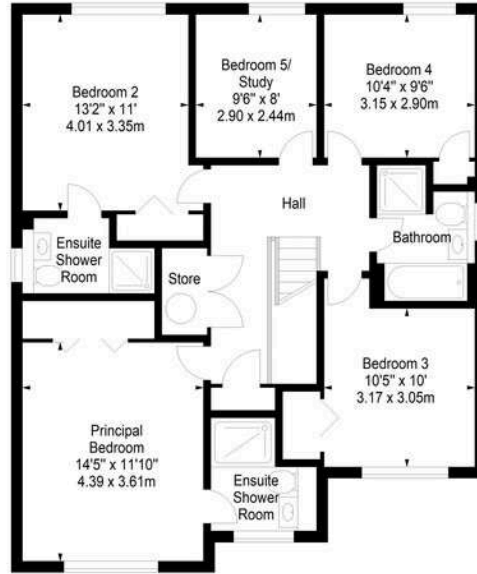 Bedroom 2
13'2" x 11'
4.01 x 3.35m
Bedroom 5/
Study
9'6" x 8'
2.90 x 2.44m
Bedroom 4
10'4" x 9'6"
3.15 x 2.90m
Hall
Bathroom
Ensuite
Shower
Room
Store
Bedroom 3
10'5" x 10'
3.17 x 3.05m
Principal
Bedroom
14'5" x 11'10"
4.39 x 3.61m
Ensuite
Shower
Room